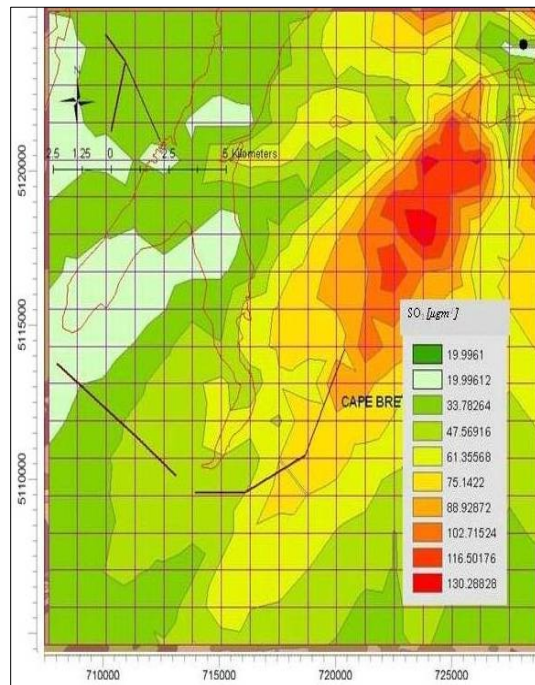 N
2.5 1.25 0 2.5 5 Kilometers
5120000
5115000
5110000
CAPE BRE
SO₂ [µgm⁻³]
19.9961
19.99612
33.78264
47.56916
61.35568
75.1422
88.92872
102.71524
116.50176
130.28828
710000 715000 720000 725000